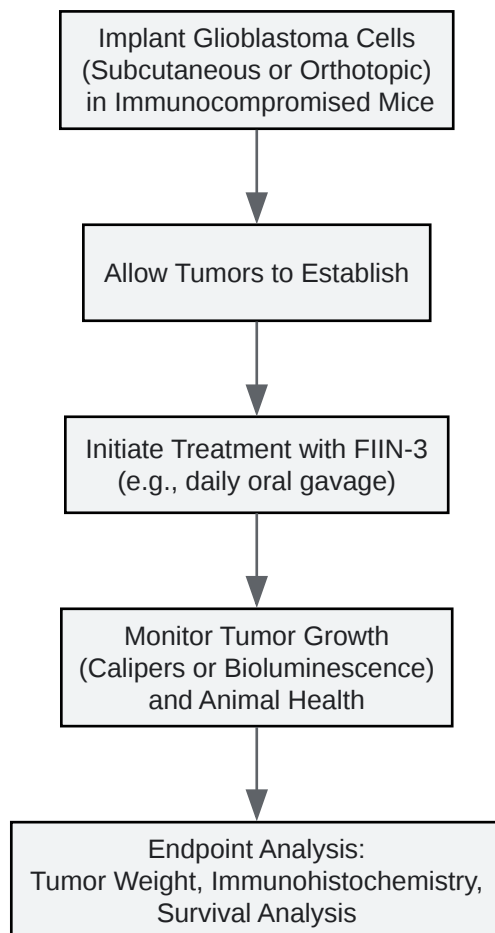 Implant Glioblastoma Cells
(Subcutaneous or Orthotopic)
in Immunocompromised Mice
Allow Tumors to Establish
Initiate Treatment with FIIN-3
(e.g., daily oral gavage)
Monitor Tumor Growth
(Calipers or Bioluminescence)
and Animal Health
Endpoint Analysis:
Tumor Weight, Immunohistochemistry,
Survival Analysis